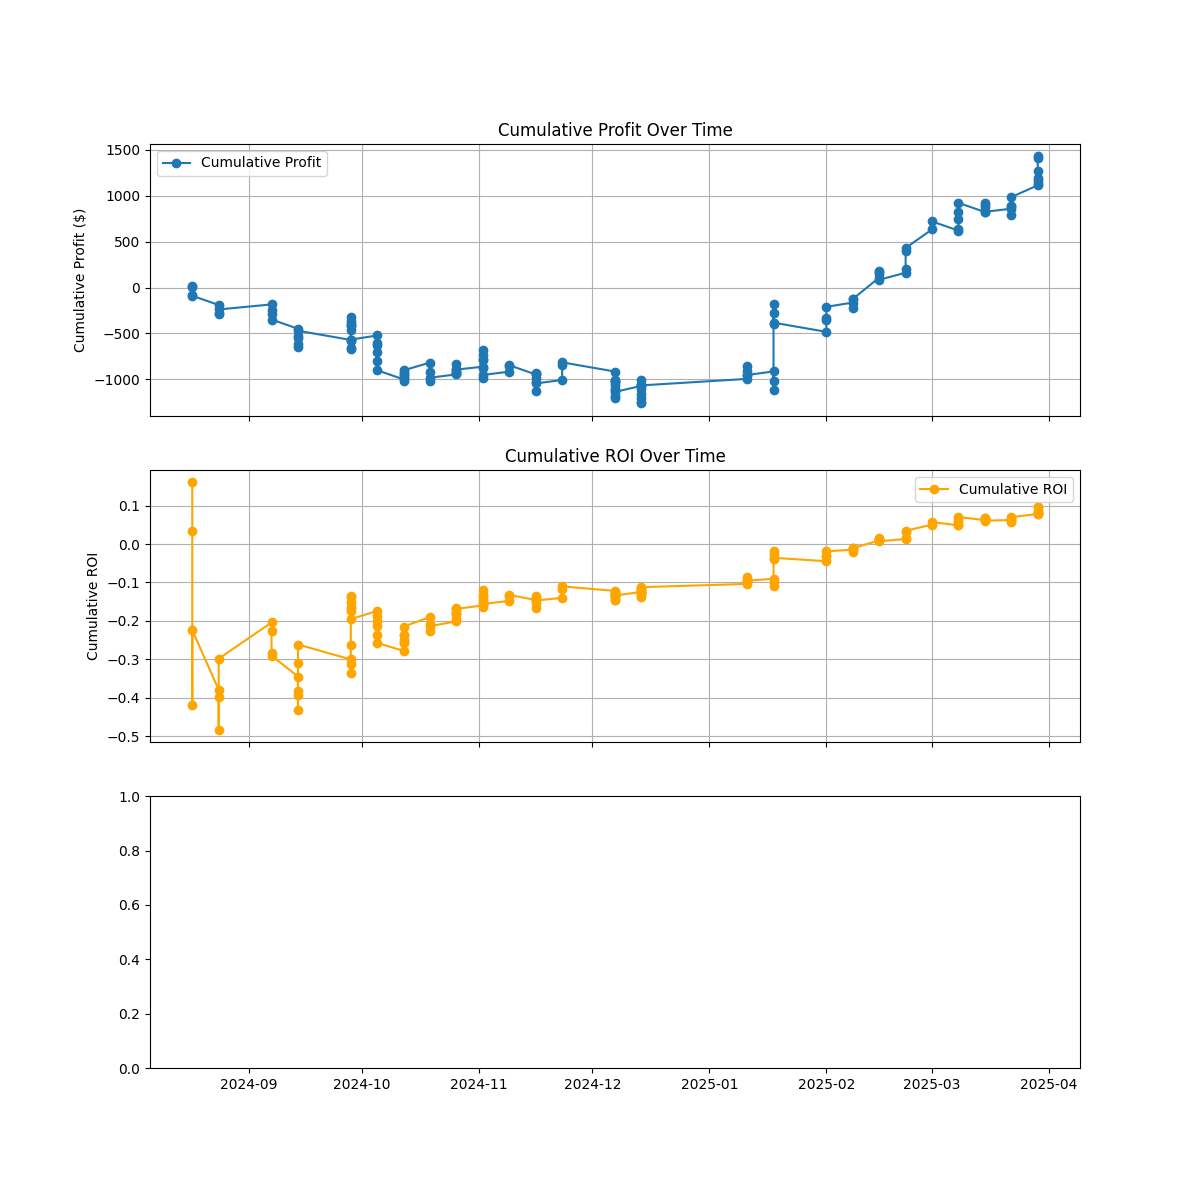 Cumulative Profit Over Time
Cumulative Profit ($)
1500
1000
500
0
−500
−1000
Cumulative Profit
Cumulative ROI Over Time
Cumulative ROI
0.1
0.0
−0.1
−0.2
−0.3
−0.4
−0.5
Cumulative ROI
1.0
0.8
0.6
0.4
0.2
0.0
2024-09 2024-10 2024-11 2024-12 2025-01 2025-02 2025-03 2025-04